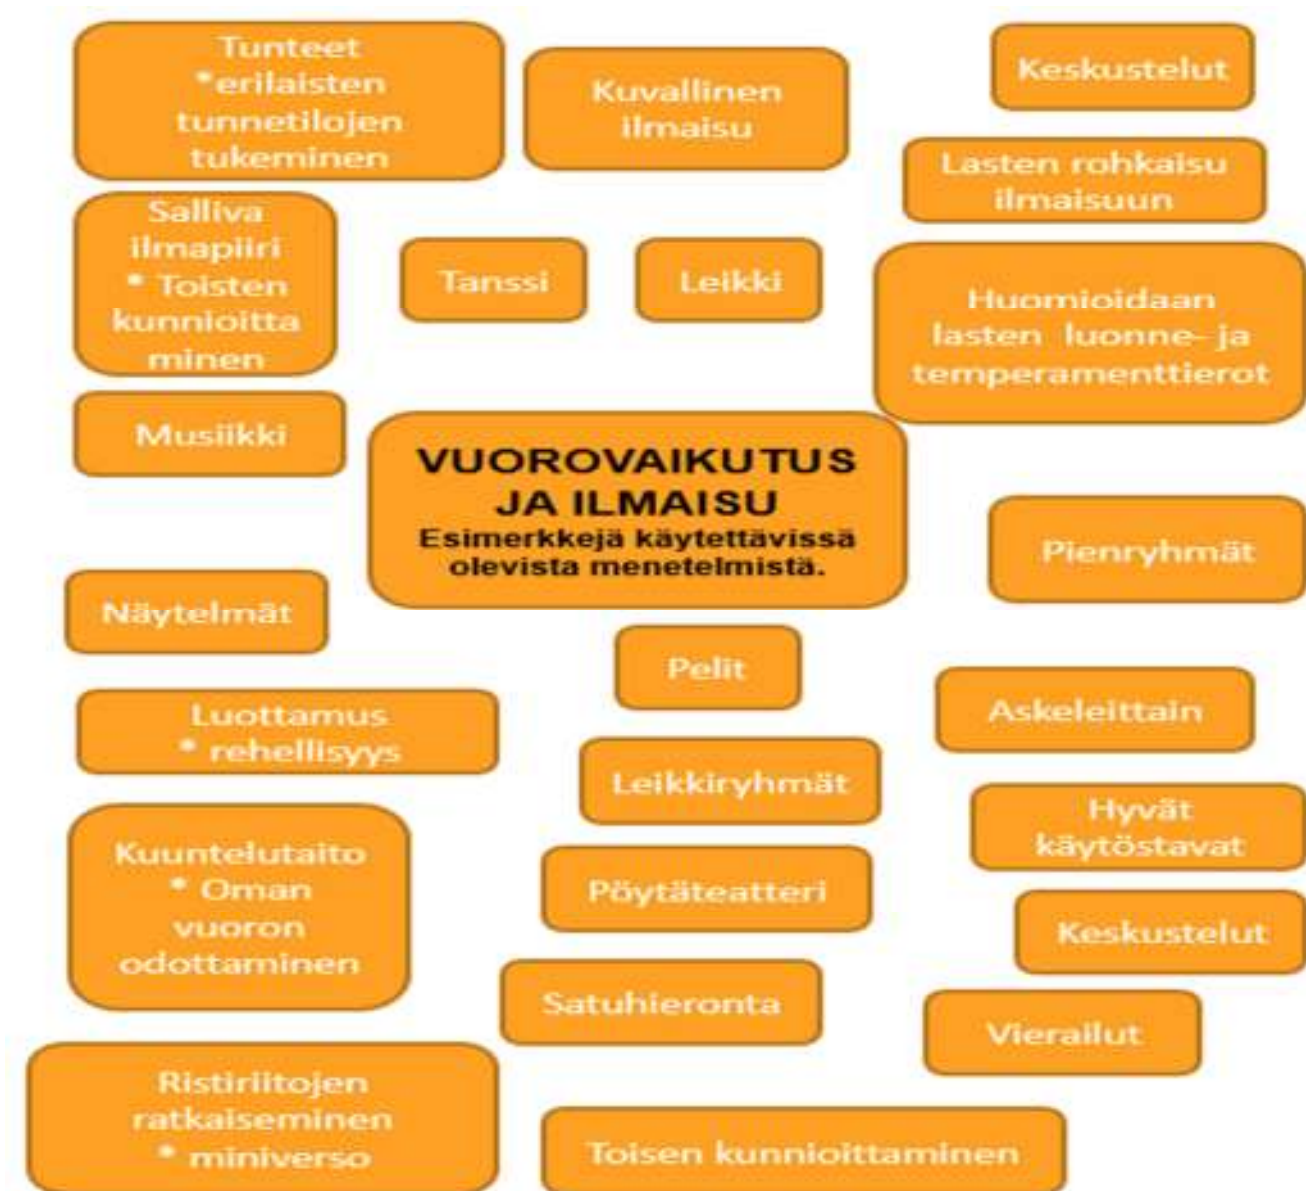 Tunteet
*erilaisten
tunnetilojen
tukeminen
Kuvallinen
ilmaisu
Keskustelut
Lasten rohkaisu
ilmaisuun
Salliva
ilmapiiri
* Toisten
kunnioitta
minen
Tanssi
Leikki
Huomioidaan
lasten luonne- ja
temperamenttierot
Musiikki
VUOROVAIKUTUS
JA ILMAISU
Esimerkkejä käytettävissä
olevista menetelmistä.
Pienryhmät
Näytelmät
Pelit
Luottamus
* rehellisyys
Askeleittain
Leikkiryhmät
Hyvät
käytöstavat
Kuuntelutaito
* Oman
vuoron
odottaminen
Pöytäteatteri
Keskustelut
Satuhieronta
Vierailut
Ristiriitojen
ratkaiseminen
* miniverso
Toisen kunnioittaminen